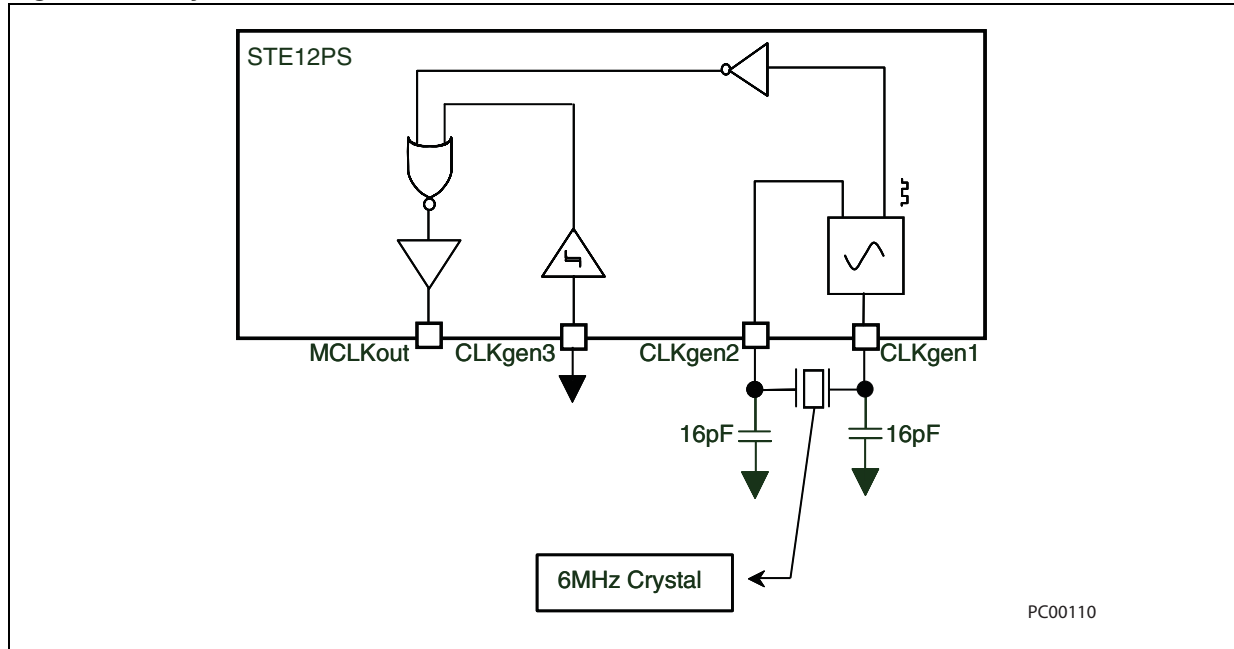 STE12PS
MCLKout
CLKgen3
CLKgen2
CLKgen1
16pF
16pF
6MHz Crystal
PC00110